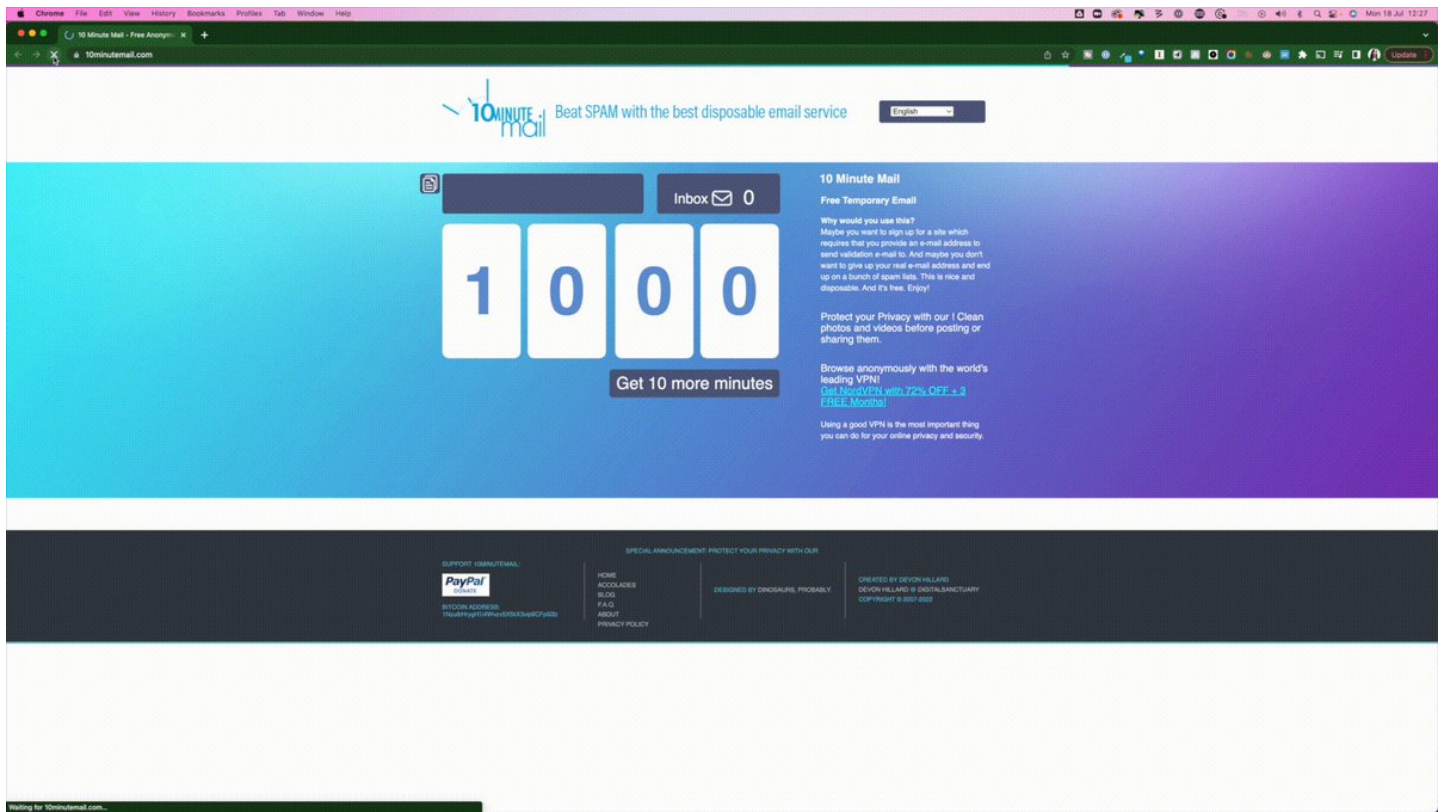 Chrome File Edit View History Bookmarks Profiles Tab Window Help
Mon 18 Jul 12:27
10 Minute Mail - Free Anonym
10minutemail.com
Update
10MINUTE mail
Beat SPAM with the best disposable email service
English
Inbox 0
1 0 0 0
Get 10 more minutes
10 Minute Mail
Free Temporary Email
Why would you use this?
Maybe you want to sign up for a site which
requires that you provide an e-mail address to
send validation e-mail to. And maybe you don't
want to give up your real e-mail address and end
up on a bunch of spam lists. This is nice and
disposable. And it's free. Enjoy!
Protect your Privacy with our ! Clean
photos and videos before posting or
sharing them.
Browse anonymously with the world's
leading VPN!
Get NordVPN with 72% OFF + 3
FREE Months!
Using a good VPN is the most important thing
you can do for your online privacy and security.
SPECIAL ANNOUNCEMENT: PROTECT YOUR PRIVACY WITH OUR
SUPPORT 10MINUTEMAIL:
PayPal
DONATE
BITCOIN ADDRESS:
HOME
ACCOLADES
BLOG
F.A.Q.
ABOUT
PRIVACY POLICY
DESIGNED BY DINOSAURS, PROBABLY.
CREATED BY DEVON HILLARD
DEVON HILLARD @ DIGITALSANCTUARY
COPYRIGHT © 2007-2022
Waiting for 10minutemail.com...